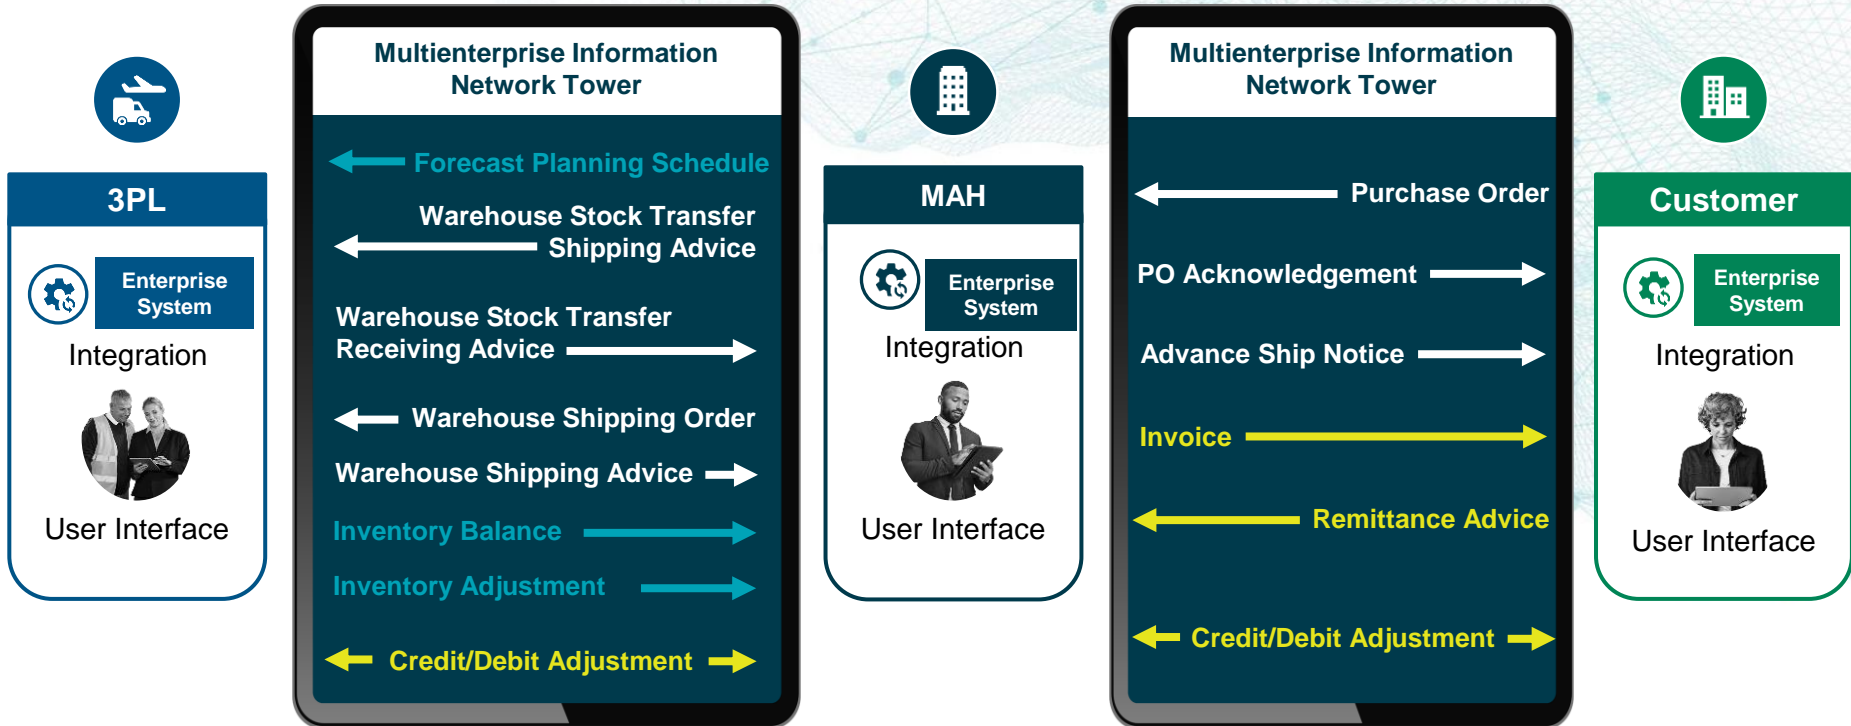 3PL
Enterprise
System
Integration
User Interface
Multienterprise Information
Network Tower
Forecast Planning Schedule
Warehouse Stock Transfer
Shipping Advice
Warehouse Stock Transfer
Receiving Advice
Warehouse Shipping Order
Warehouse Shipping Advice
Inventory Balance
Inventory Adjustment
Credit/Debit Adjustment
MAH
Enterprise
System
Integration
User Interface
Multienterprise Information
Network Tower
Purchase Order
PO Acknowledgement
Advance Ship Notice
Invoice
Remittance Advice
Credit/Debit Adjustment
Customer
Enterprise
System
Integration
User Interface